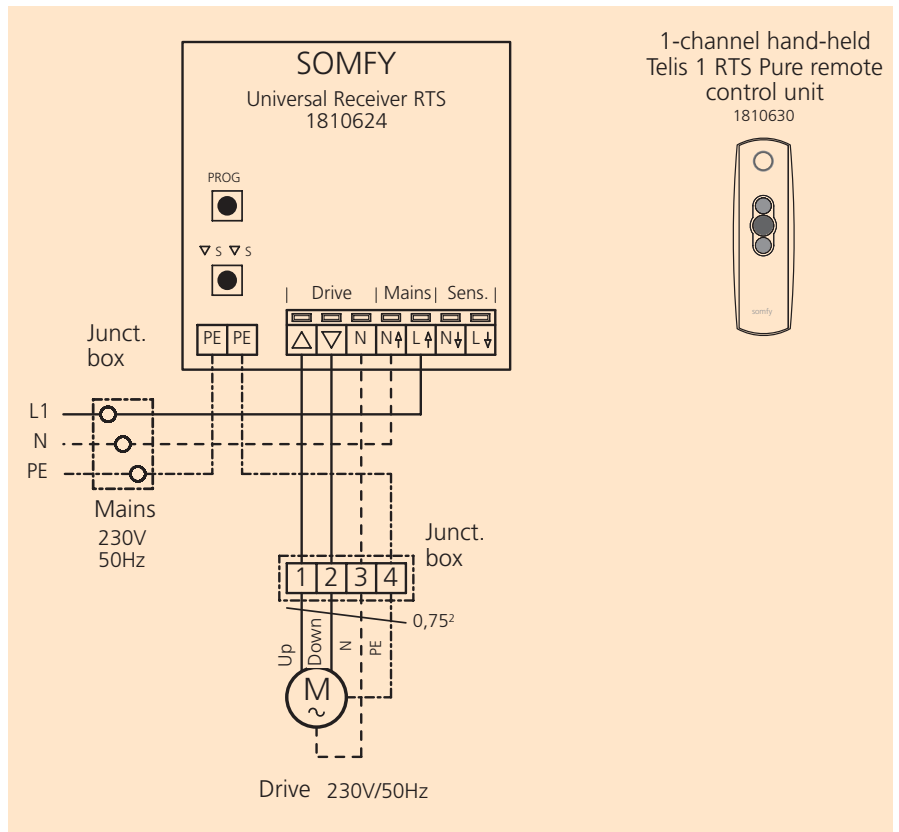 SOMFY
Universal Receiver RTS
1810624
PROG
▽ S ▽ S
| Drive | Mains | Sens. |
PE PE △ ▽ N N L N L
1-channel hand-held
Telis 1 RTS Pure remote
control unit
1810630
somfy
Junct.
box
L1
N
PE
Mains
230V
50Hz
Junct.
box
1 2 3 4
0,75²
Up
Down
N
PE
M
~
Drive 230V/50Hz